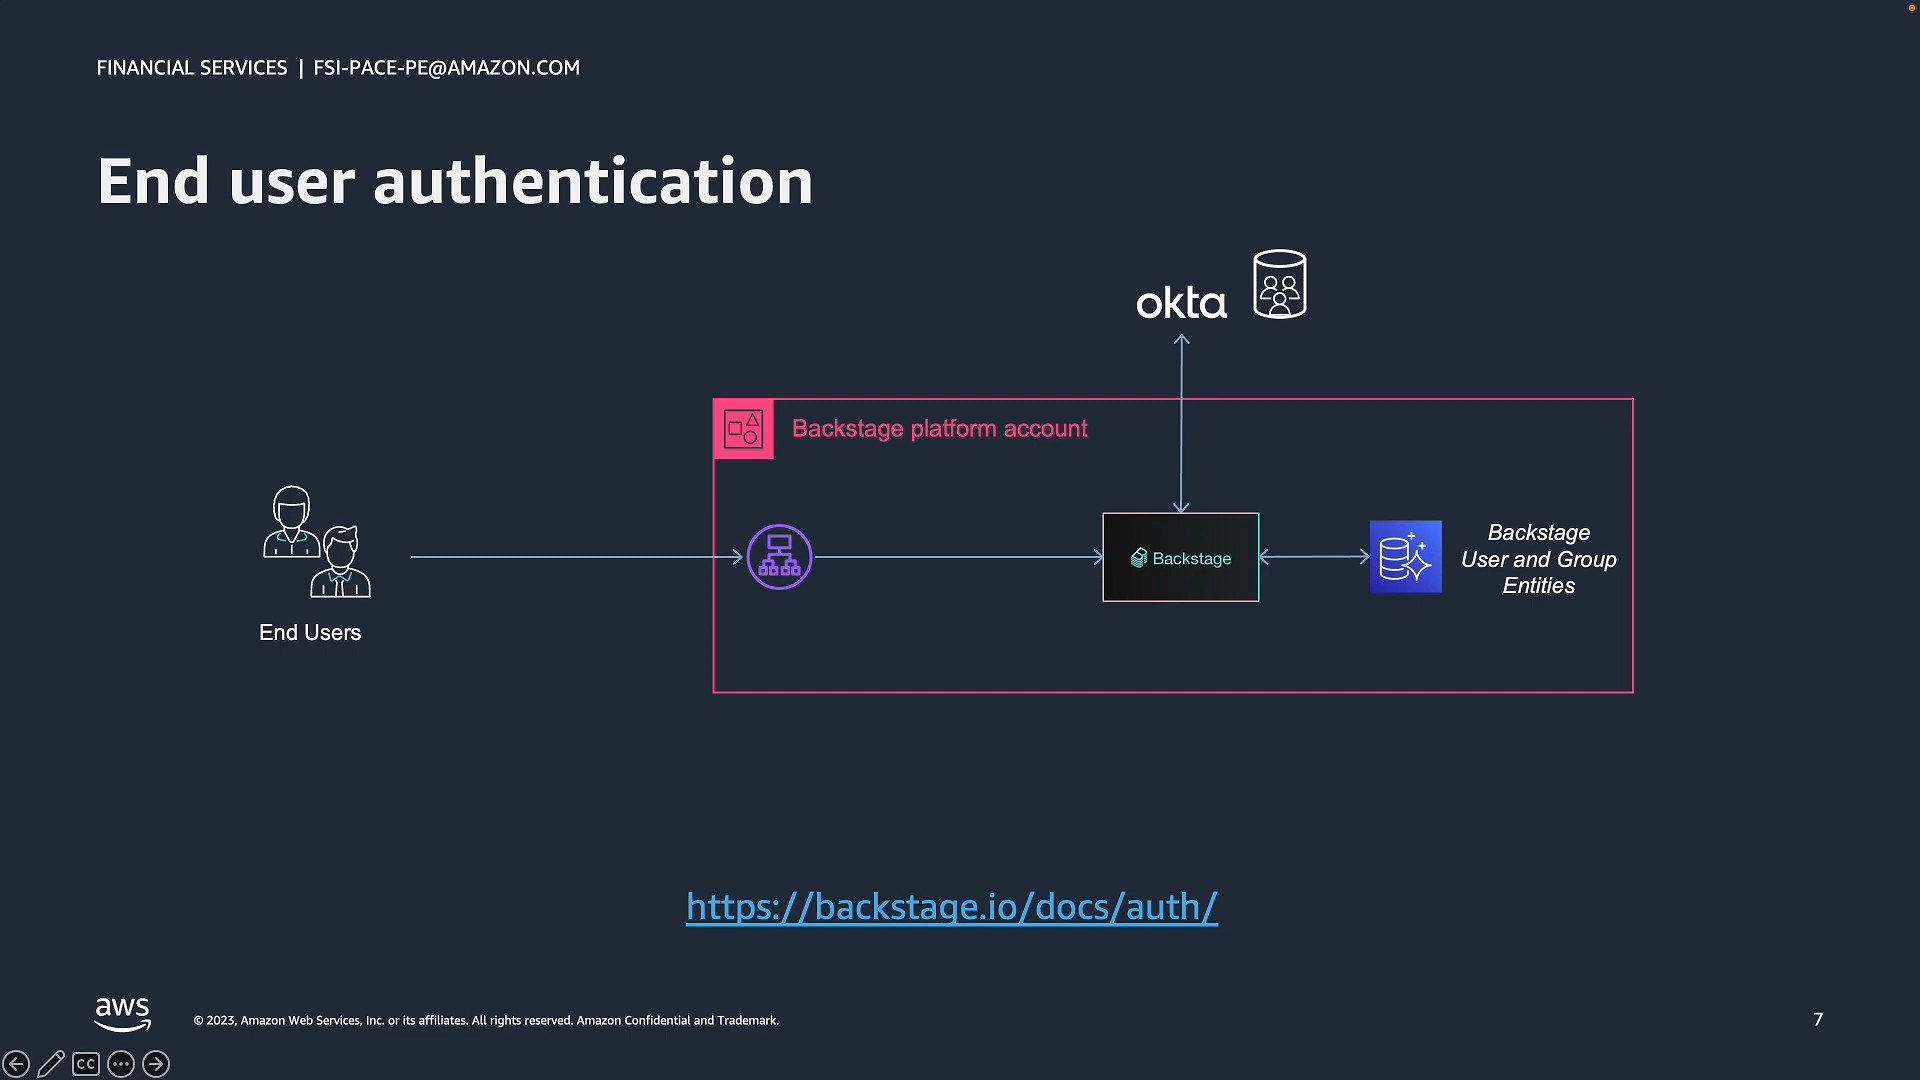 FINANCIAL SERVICES | FSI-PACE-PE@AMAZON.COM
End user authentication
okta
Backstage platform account
Backstage
Backstage
User and Group
Entities
End Users
https://backstage.io/docs/auth/
aws
© 2023, Amazon Web Services, Inc. or its affiliates. All rights reserved. Amazon Confidential and Trademark.
7
CC